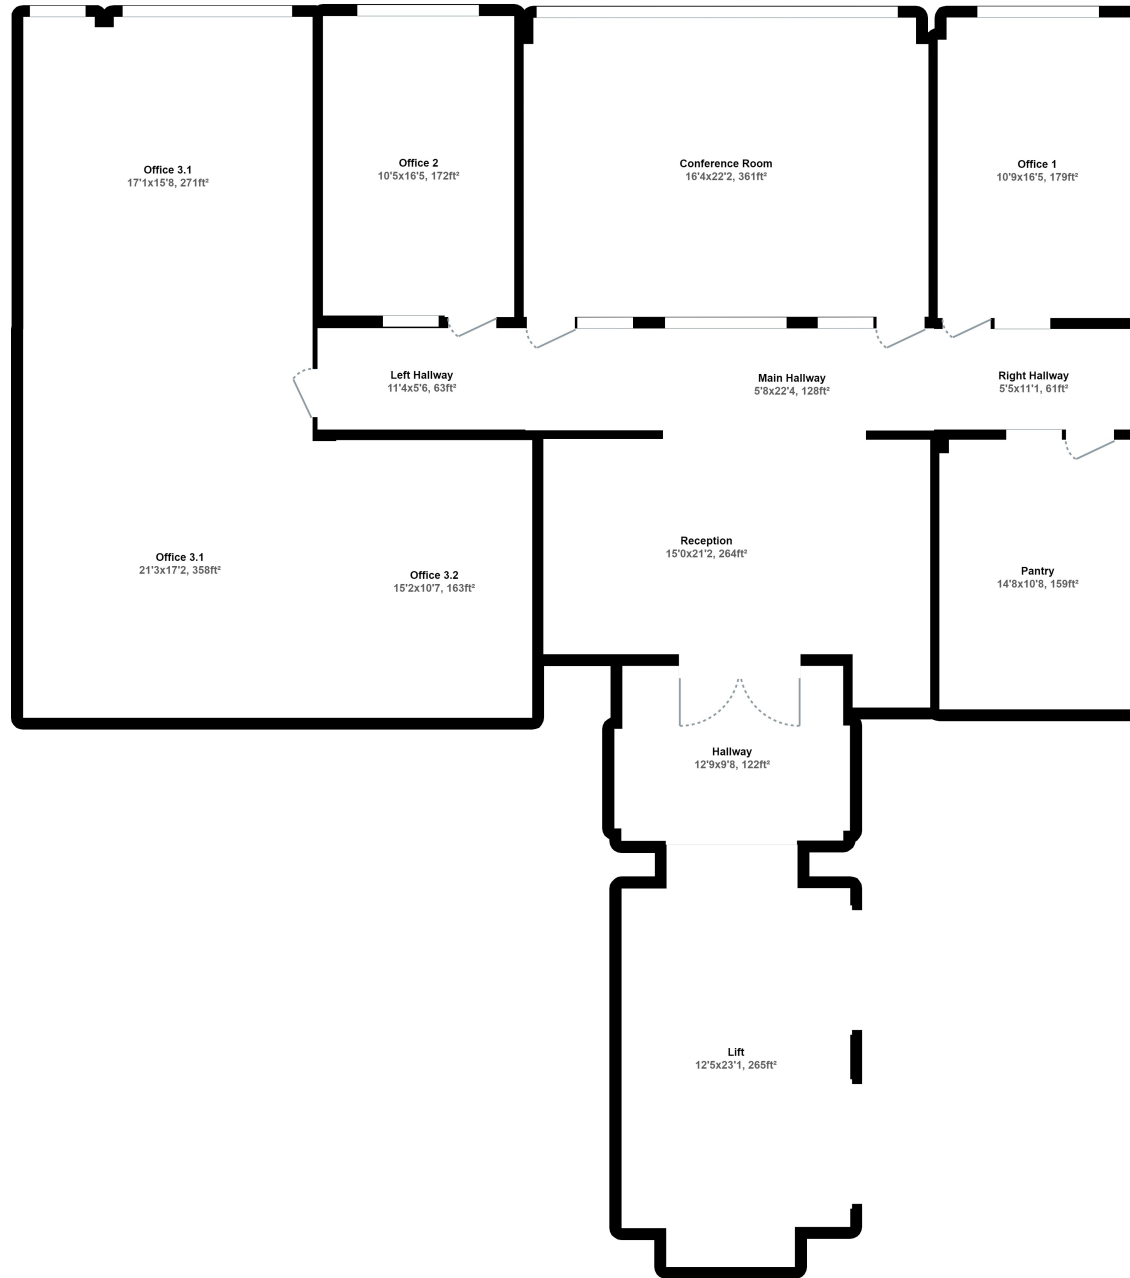 Office 3.1
17'1x15'8, 271ft²
Office 2
10'5x16'5, 172ft²
Conference Room
16'4x22'2, 361ft²
Office 1
10'9x16'5, 179ft²
Left Hallway
11'4x5'6, 63ft²
Main Hallway
5'8x22'4, 128ft²
Right Hallway
5'5x11'1, 61ft²
Office 3.1
21'3x17'2, 358ft²
Office 3.2
15'2x10'7, 163ft²
Reception
15'0x21'2, 264ft²
Pantry
14'8x10'8, 159ft²
Hallway
12'9x9'8, 122ft²
Lift
12'5x23'1, 265ft²